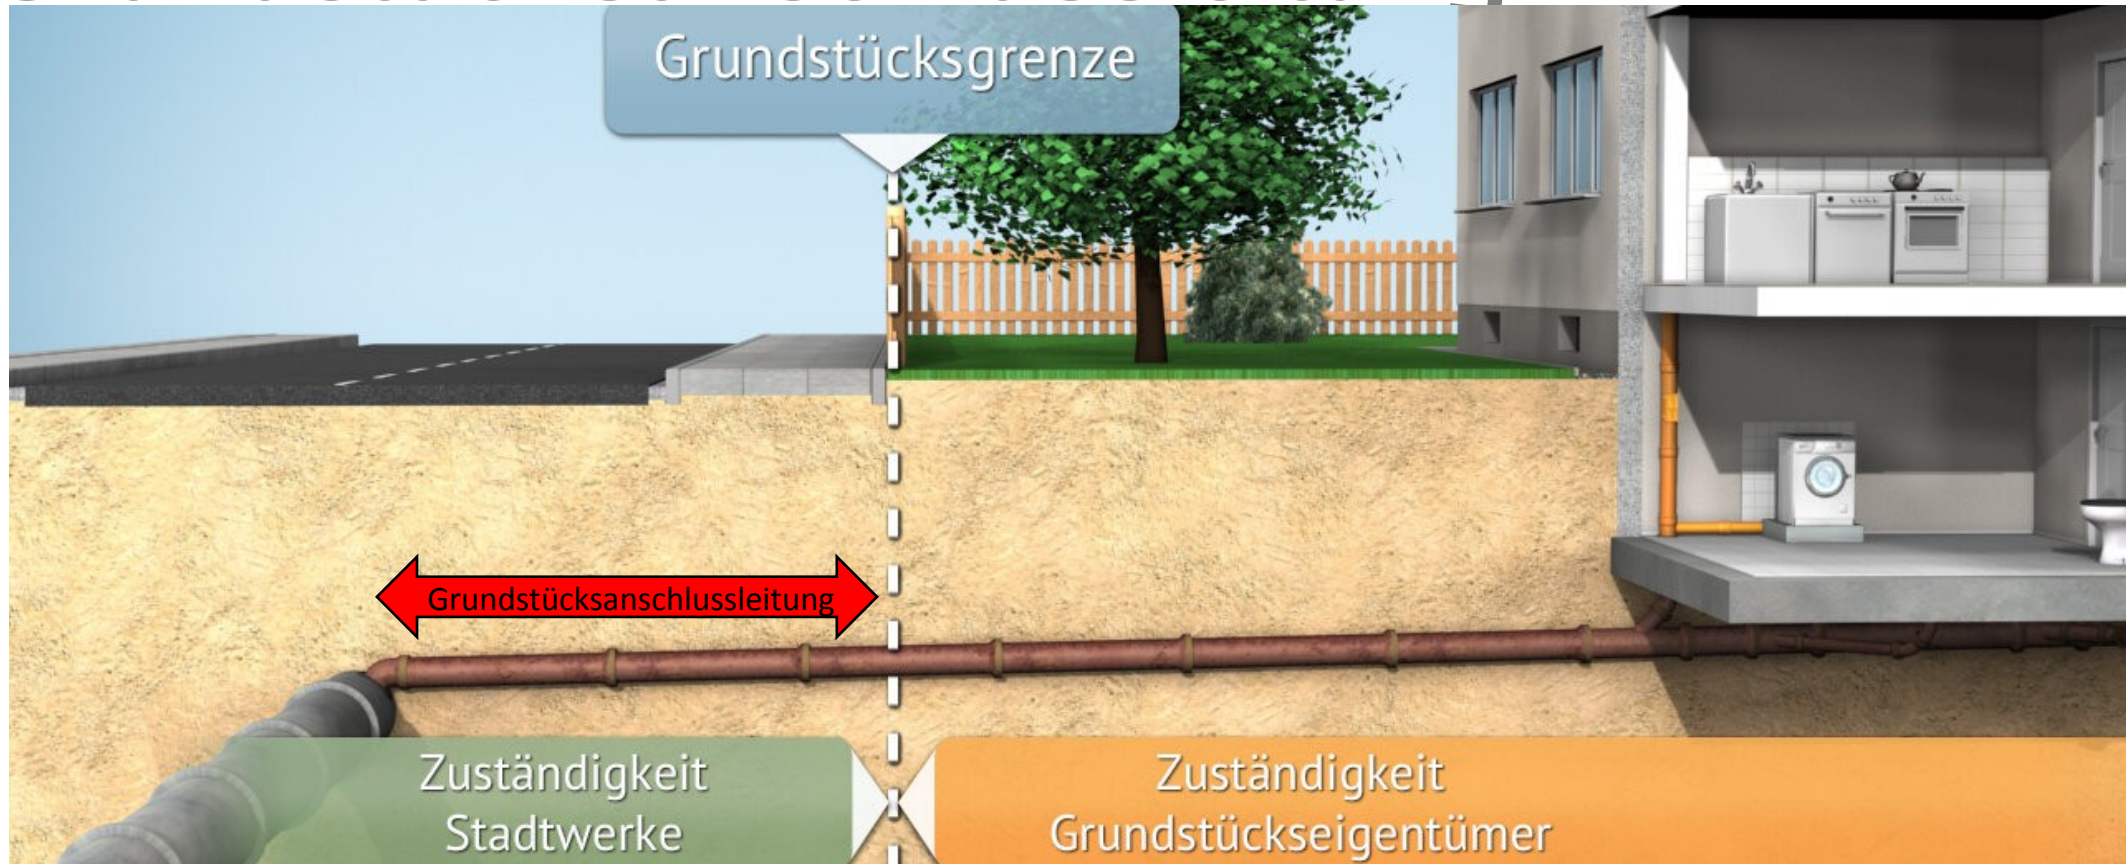 Grundstücksgrenze
Grundstücksanschlussleitung
Zuständigkeit
Stadtwerke
Zuständigkeit
Grundstückseigentümer